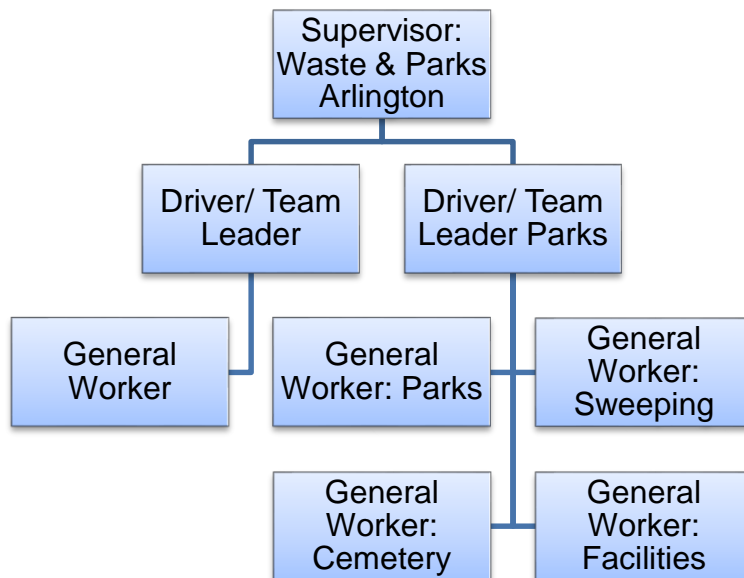 Supervisor:
Waste & Parks
Arlington
Driver/ Team
Leader
Driver/ Team
Leader Parks
General
Worker
General
Worker: Parks
General
Worker:
Sweeping
General
Worker:
Cemetery
General
Worker:
Facilities